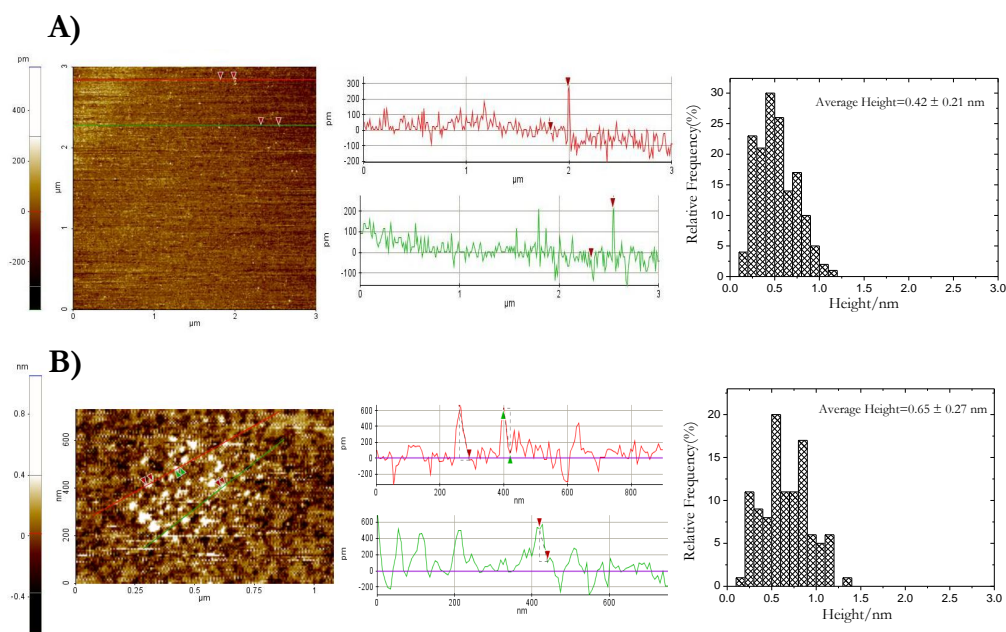 A)
pm
400
200
0
-200
3
2
µm
1
0
0 1 2 3
µm
300
200
100
0
-100
-200
pm
0 1 2 3
µm
200
100
0
-100
pm
0 1 2 3
µm
Average Height=0.42 ± 0.21 nm
Relative Frequency(%)
30
25
20
15
10
5
0
0.0 0.5 1.0 1.5 2.0 2.5 3.0
Height/nm
B)
nm
0.8
0.4
0
-0.4
600
400
nm
200
0
0 0.25 0.5 0.75 1
µm
600
400
200
0
-200
pm
0 200 400 600 800
nm
600
400
200
0
-200
pm
0 200 400 600
nm
Average Height=0.65 ± 0.27 nm
Relative Frequency(%)
20
15
10
5
0
0.0 0.5 1.0 1.5 2.0 2.5 3.0
Height/nm